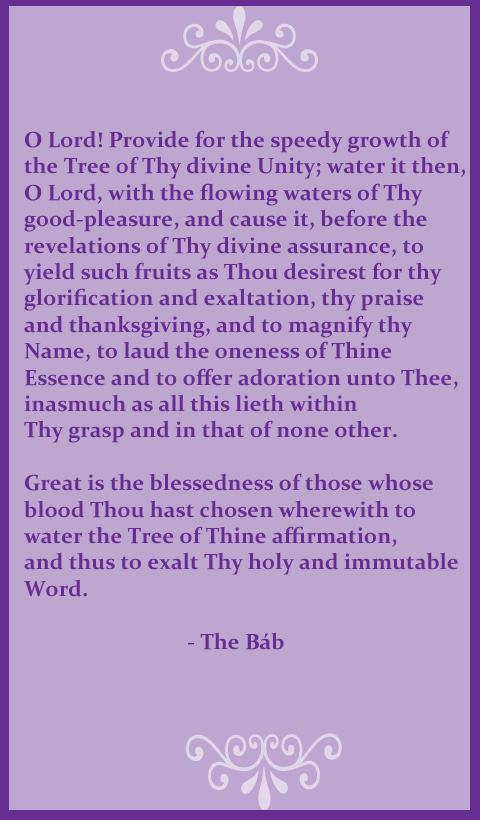 O Lord! Provide for the speedy growth of
the Tree of Thy divine Unity; water it then,
O Lord, with the flowing waters of Thy
good-pleasure, and cause it, before the
revelations of Thy divine assurance, to
yield such fruits as Thou desirest for thy
glorification and exaltation, thy praise
and thanksgiving, and to magnify thy
Name, to laud the oneness of Thine
Essence and to offer adoration unto Thee,
inasmuch as all this lieth within
Thy grasp and in that of none other.
Great is the blessedness of those whose
blood Thou hast chosen wherewith to
water the Tree of Thine affirmation,
and thus to exalt Thy holy and immutable
Word.
- The Báb